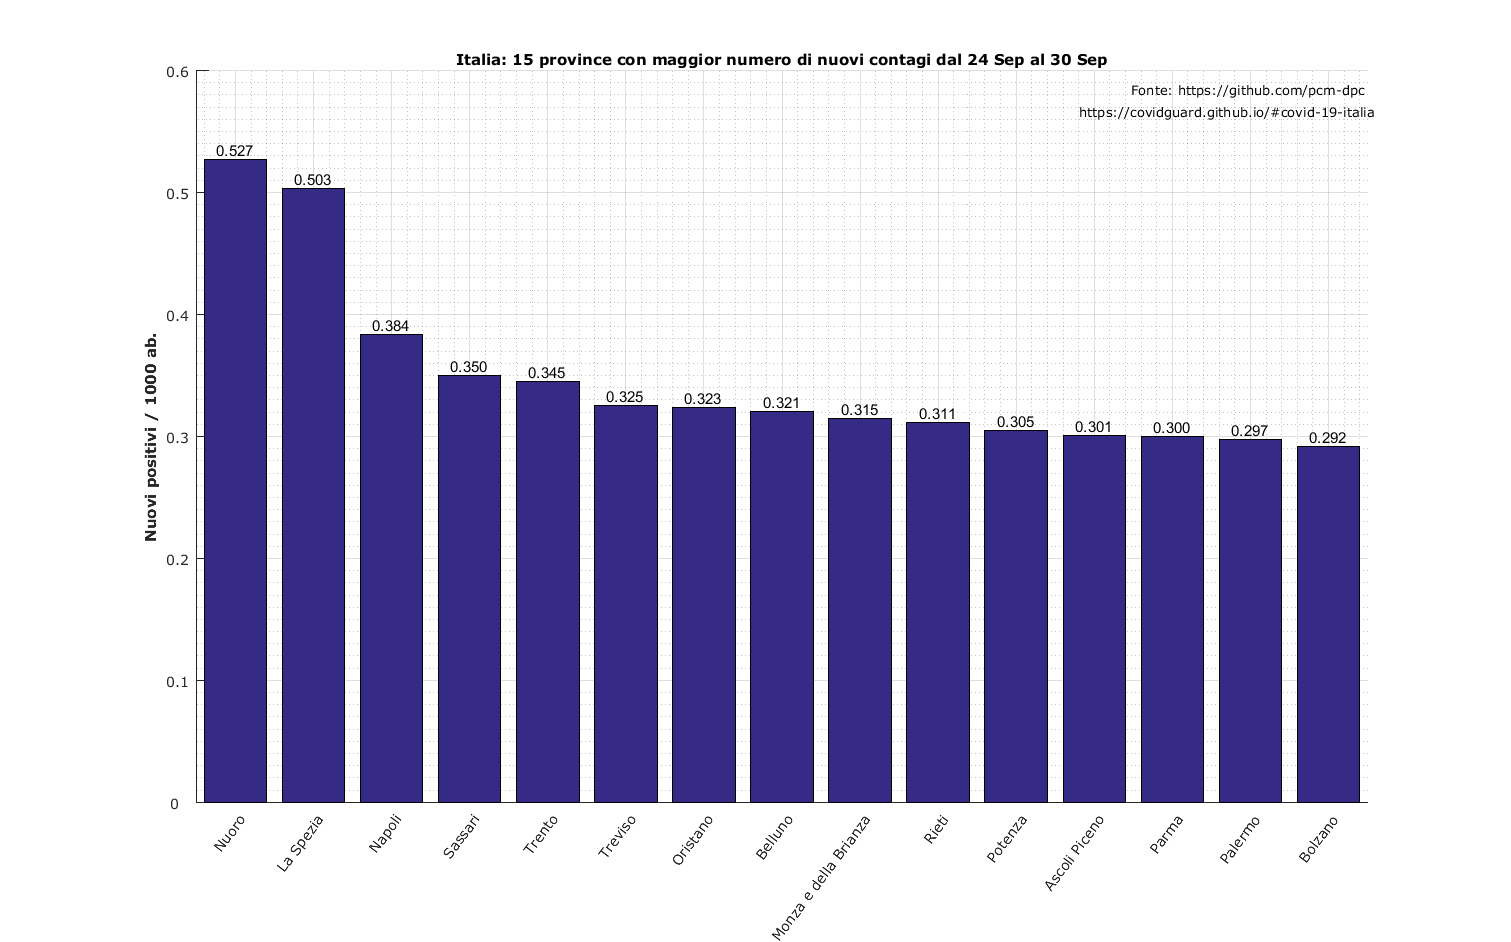 Italia: 15 province con maggior numero di nuovi contagi dal 24 Sep al 30 Sep
Fonte: https://github.com/pcm-dpc
https://covidguard.github.io/#covid-19-italia
Nuovi positivi / 1000 ab.
0.6
0.5
0.4
0.3
0.2
0.1
0
0.527
0.503
0.384
0.350
0.345
0.325
0.323
0.321
0.315
0.311
0.305
0.301
0.300
0.297
0.292
Nuoro
La Spezia
Napoli
Sassari
Trento
Treviso
Oristano
Belluno
Monza e della Brianza
Rieti
Potenza
Ascoli Piceno
Parma
Palermo
Bolzano